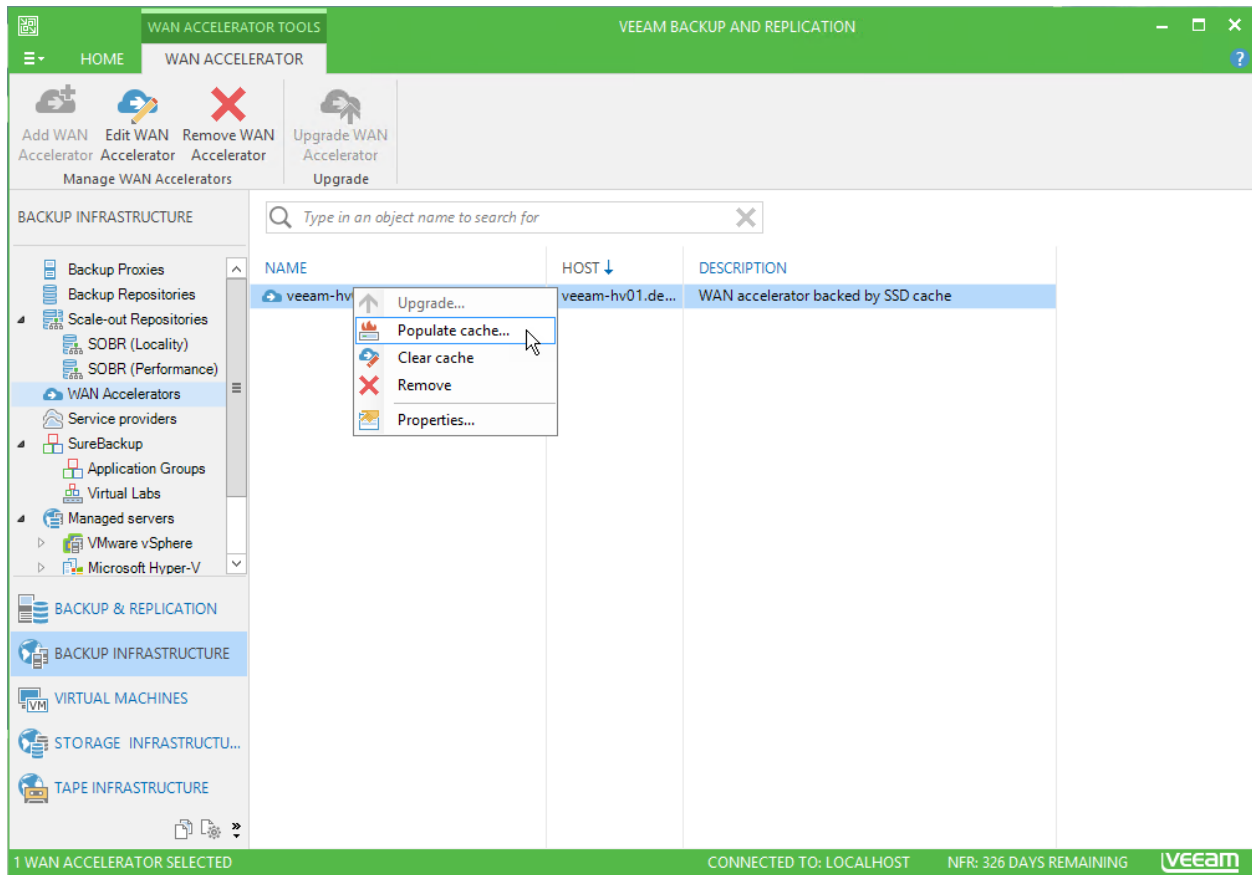 WAN ACCELERATOR TOOLS
VEEAM BACKUP AND REPLICATION
HOME
WAN ACCELERATOR
?
Add WAN Accelerator
Edit WAN Accelerator
Remove WAN Accelerator
Upgrade WAN Accelerator
Manage WAN Accelerators
Upgrade
BACKUP INFRASTRUCTURE
Type in an object name to search for
Backup Proxies
Backup Repositories
Scale-out Repositories
SOBR (Locality)
SOBR (Performance)
WAN Accelerators
Service providers
SureBackup
Application Groups
Virtual Labs
Managed servers
VMware vSphere
Microsoft Hyper-V
NAME
HOST
DESCRIPTION
veeam-hv
veeam-hv01.de...
WAN accelerator backed by SSD cache
Upgrade...
Populate cache...
Clear cache
Remove
Properties...
BACKUP & REPLICATION
BACKUP INFRASTRUCTURE
VM
VIRTUAL MACHINES
STORAGE INFRASTRUCTU...
TAPE INFRASTRUCTURE
1 WAN ACCELERATOR SELECTED
CONNECTED TO: LOCALHOST
NFR: 326 DAYS REMAINING
veeam